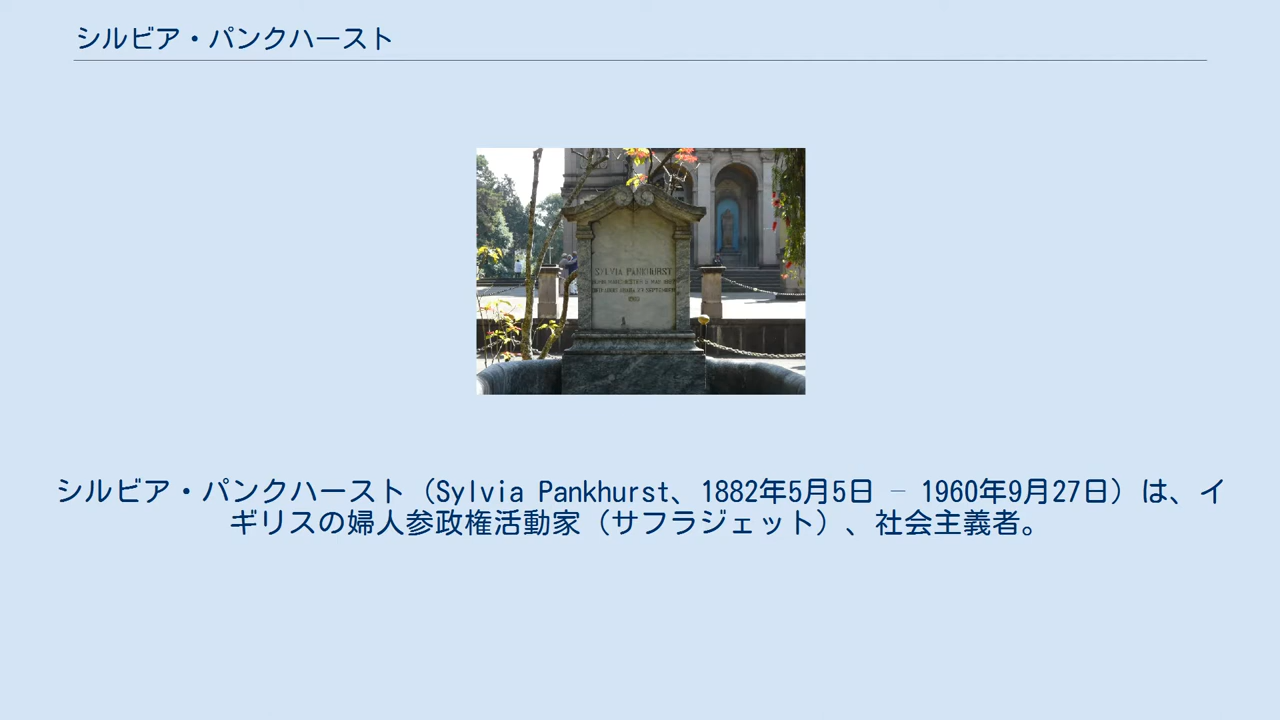 シルビア・パンクハースト
SYLVIA PANKHURST
シルビア・パンクハースト（Sylvia Pankhurst、1882年5月5日 – 1960年9月27日）は、イ
ギリスの婦人参政権活動家（サフラジェット）、社会主義者。